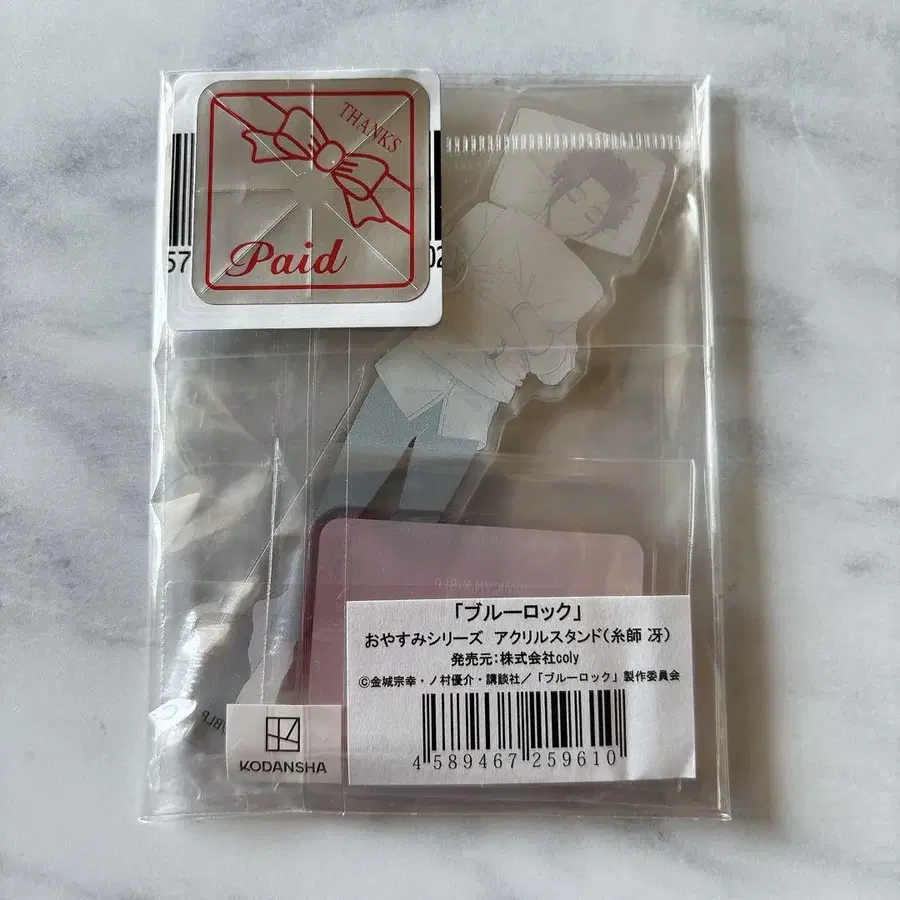 THANKS
Paid
57
02
「ブルーロック」
おやすみシリーズ アクリルスタンド(糸師 冴)
発売元:株式会社coly
©金城宗幸・ノ村優介・講談社/「ブルーロック」製作委員会
4 589467 259610
KODANSHA